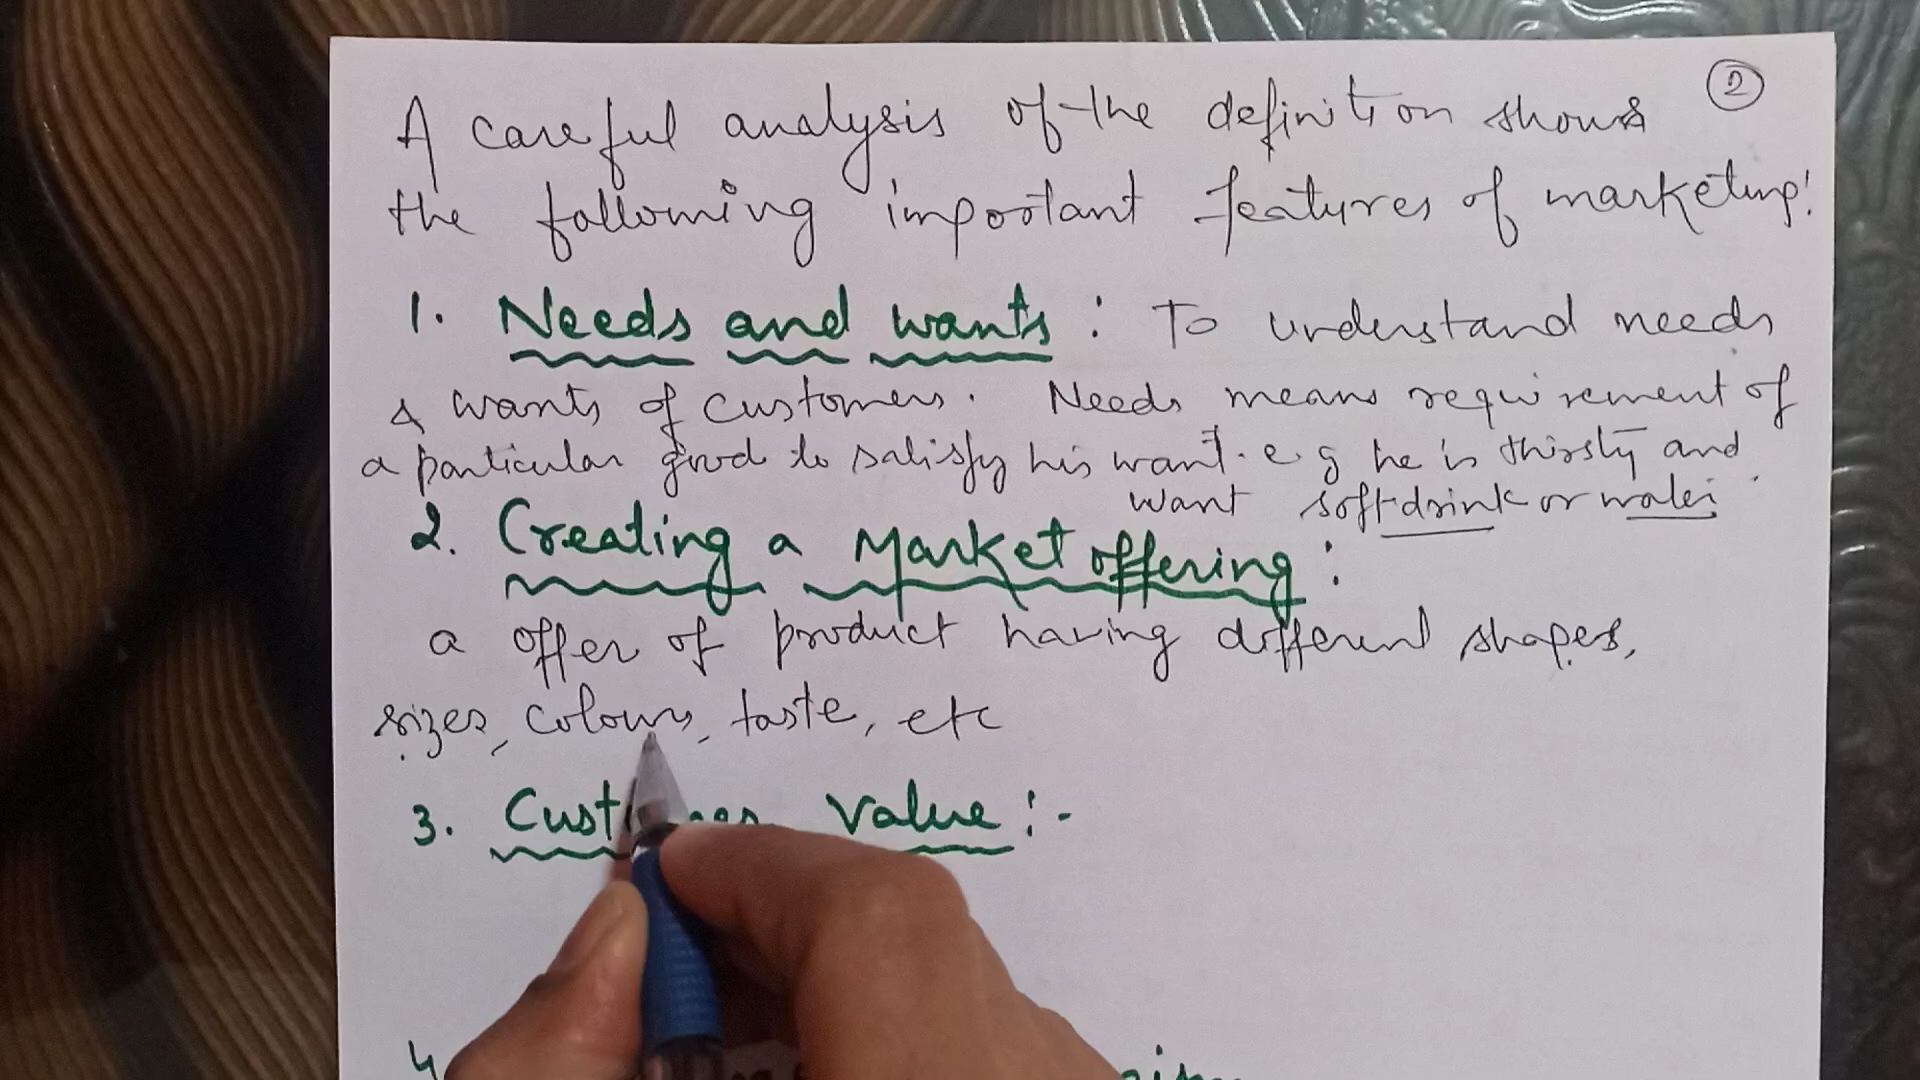 ②
A careful analysis of the definition shows
the following important features of marketing:
1. Needs and wants : To understand needs
& wants of customers. Needs means requirement of
a particular good to satisfy his want. e.g he is thirsty and
want soft drink or water.
2. Creating a Market offering :
a offer of product having different shapes,
sizes, colours, taste, etc
3. Value :-
4.